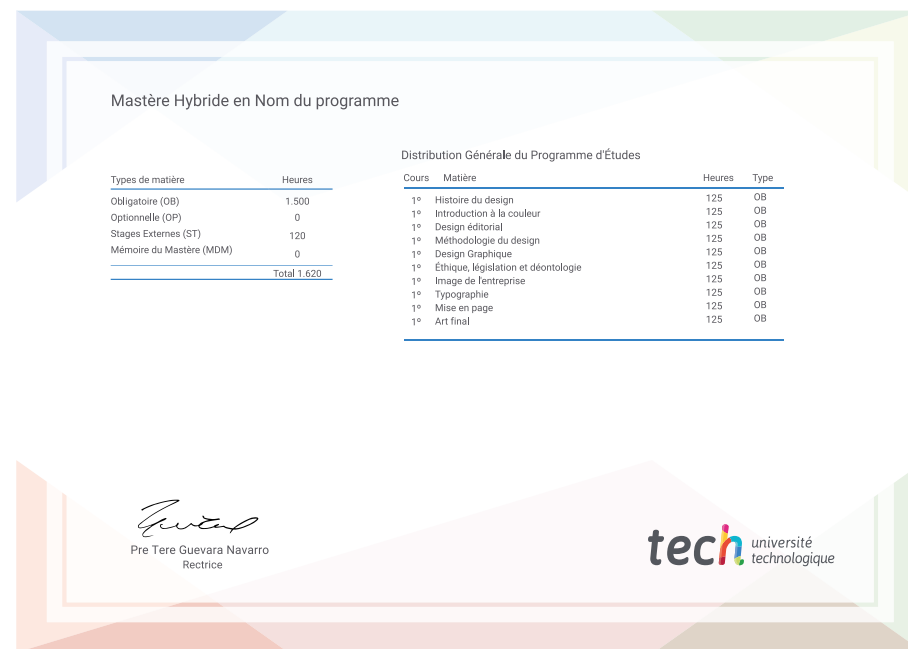 Mastère Hybride en Nom du programme
Types de matière Heures
Obligatoire (OB) 1.500
Optionnelle (OP) 0
Stages Externes (ST) 120
Mémoire du Mastère (MDM) 0
Total 1.620
Distribution Générale du Programme d'Études
Cours Matière Heures Type
1º Histoire du design 125 OB
1º Introduction à la couleur 125 OB
1º Design éditorial 125 OB
1º Méthodologie du design 125 OB
1º Design Graphique 125 OB
1º Éthique, législation et déontologie 125 OB
1º Image de l'entreprise 125 OB
1º Typographie 125 OB
1º Mise en page 125 OB
1º Art final 125 OB
Pre Tere Guevara Navarro
Rectrice
tech université
technologique